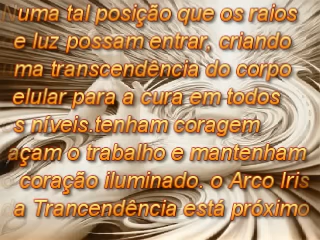 Numa tal posição que os raios
e luz possam entrar, criando
ma transcendência do corpo
elular para a cura em todos
s níveis.tenham coragem
açam o trabalho e mantenham
coração iluminado. o Arco Iris
a Trancendência está próximo